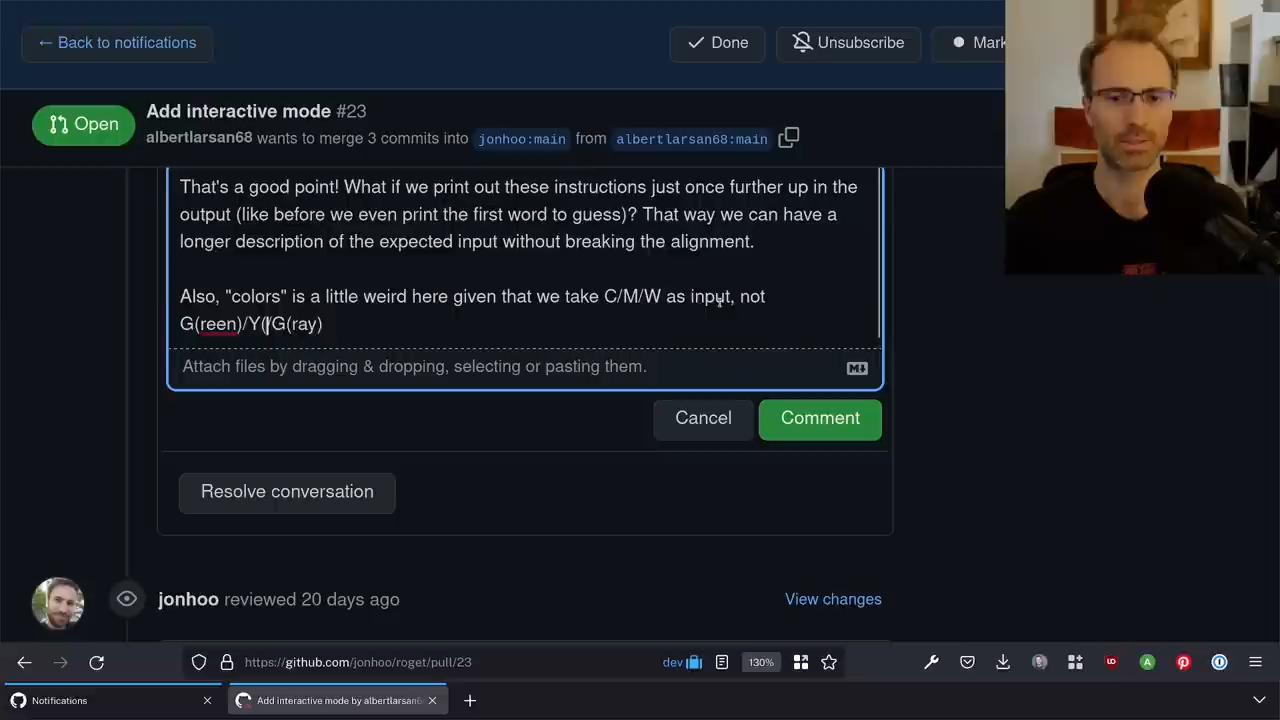 ← Back to notifications
Done
Unsubscribe
Mark
Open
Add interactive mode #23
albertlarsan68 wants to merge 3 commits into jonhoo:main from albertlarsan68:main
That's a good point! What if we print out these instructions just once further up in the
output (like before we even print the first word to guess)? That way we can have a
longer description of the expected input without breaking the alignment.
Also, "colors" is a little weird here given that we take C/M/W as input, not
G(reen)/Y(/G(ray)
Attach files by dragging & dropping, selecting or pasting them.
Cancel
Comment
Resolve conversation
jonhoo reviewed 20 days ago
View changes
https://github.com/jonhoo/roget/pull/23
dev
130%
Notifications
Add interactive mode by albertlarsan6